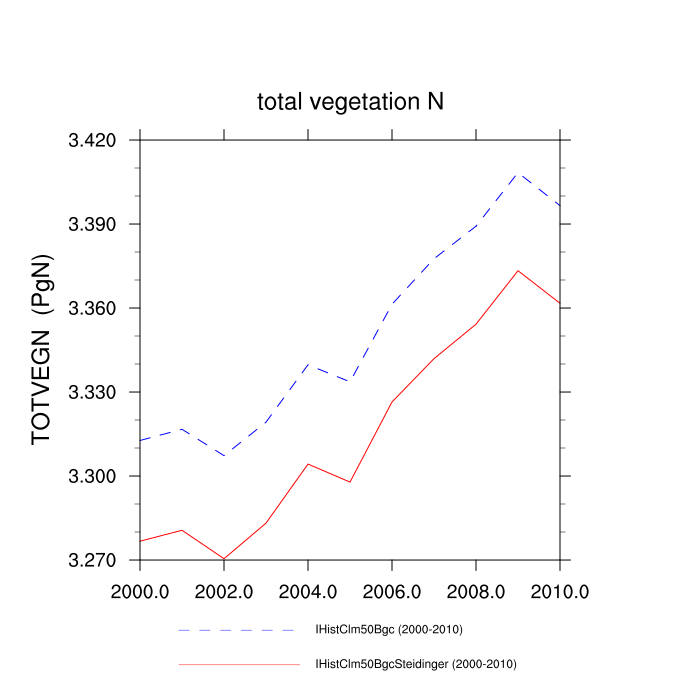 total vegetation N
3.420
3.390
3.360
3.330
3.300
3.270
TOTVEGN (PgN)
2000.0 2002.0 2004.0 2006.0 2008.0 2010.0
IHistClm50Bgc (2000-2010)
IHistClm50BgcSteidinger (2000-2010)